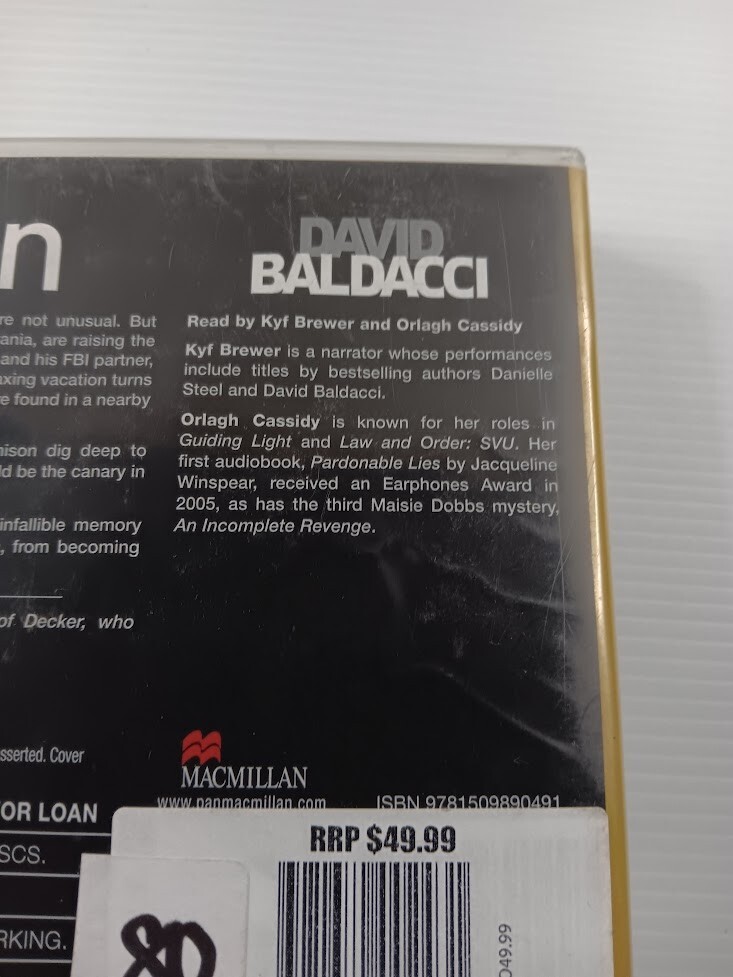 n
re not unusual. But
ania, are raising the
and his FBI partner,
axing vacation turns
e found in a nearby
nison dig deep to
ld be the canary in
infallible memory
, from becoming
of Decker, who
sserted. Cover
OR LOAN
SCS.
RKING.
DAVID
BALDACCI
Read by Kyf Brewer and Orlagh Cassidy
Kyf Brewer is a narrator whose performances
include titles by bestselling authors Danielle
Steel and David Baldacci.
Orlagh Cassidy is known for her roles in
Guiding Light and Law and Order: SVU. Her
first audiobook, Pardonable Lies by Jacqueline
Winspear, received an Earphones Award in
2005, as has the third Maisie Dobbs mystery,
An Incomplete Revenge.
MACMILLAN
www.panmacmillan.com
ISBN 9781509890491
RRP $49.99
D49.99
80